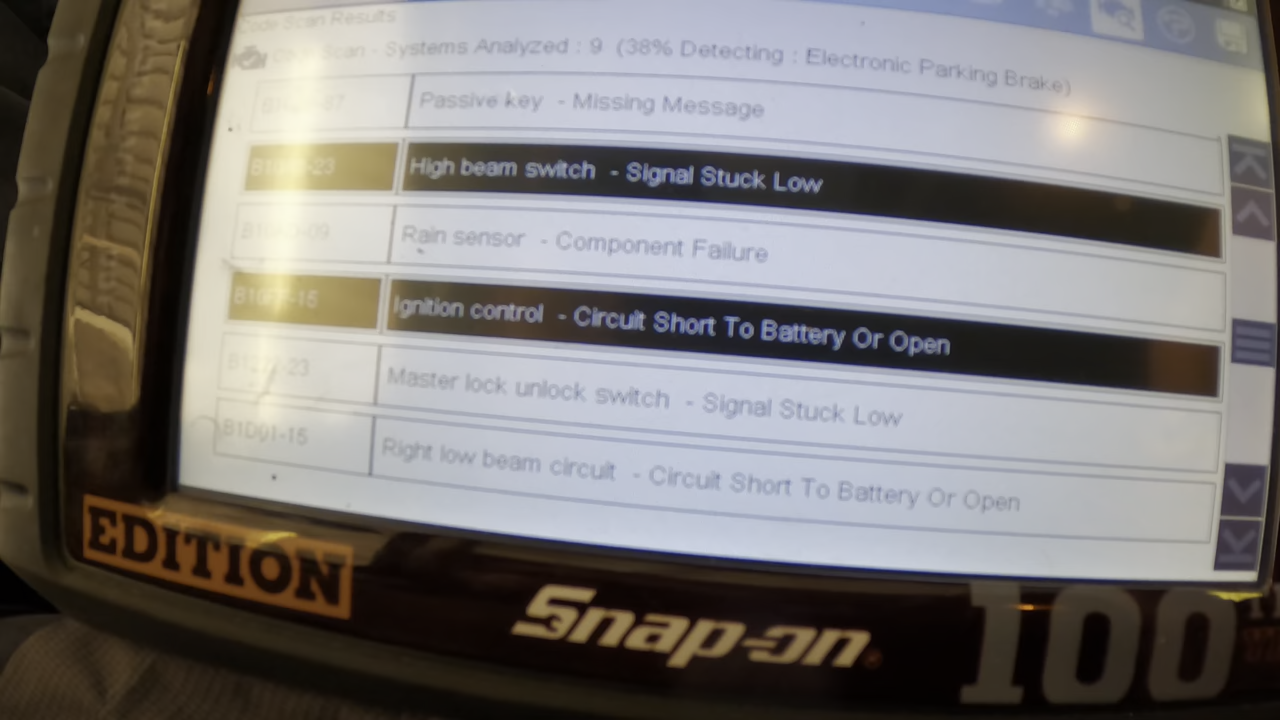 Code Scan Results
Code Scan - Systems Analyzed : 9 (38% Detecting : Electronic Parking Brake)
Passive key - Missing Message
High beam switch - Signal Stuck Low
Rain sensor - Component Failure
Ignition control - Circuit Short To Battery Or Open
Master lock unlock switch - Signal Stuck Low
B1D01-15 Right low beam circuit - Circuit Short To Battery Or Open
EDITION
Snap-on
100